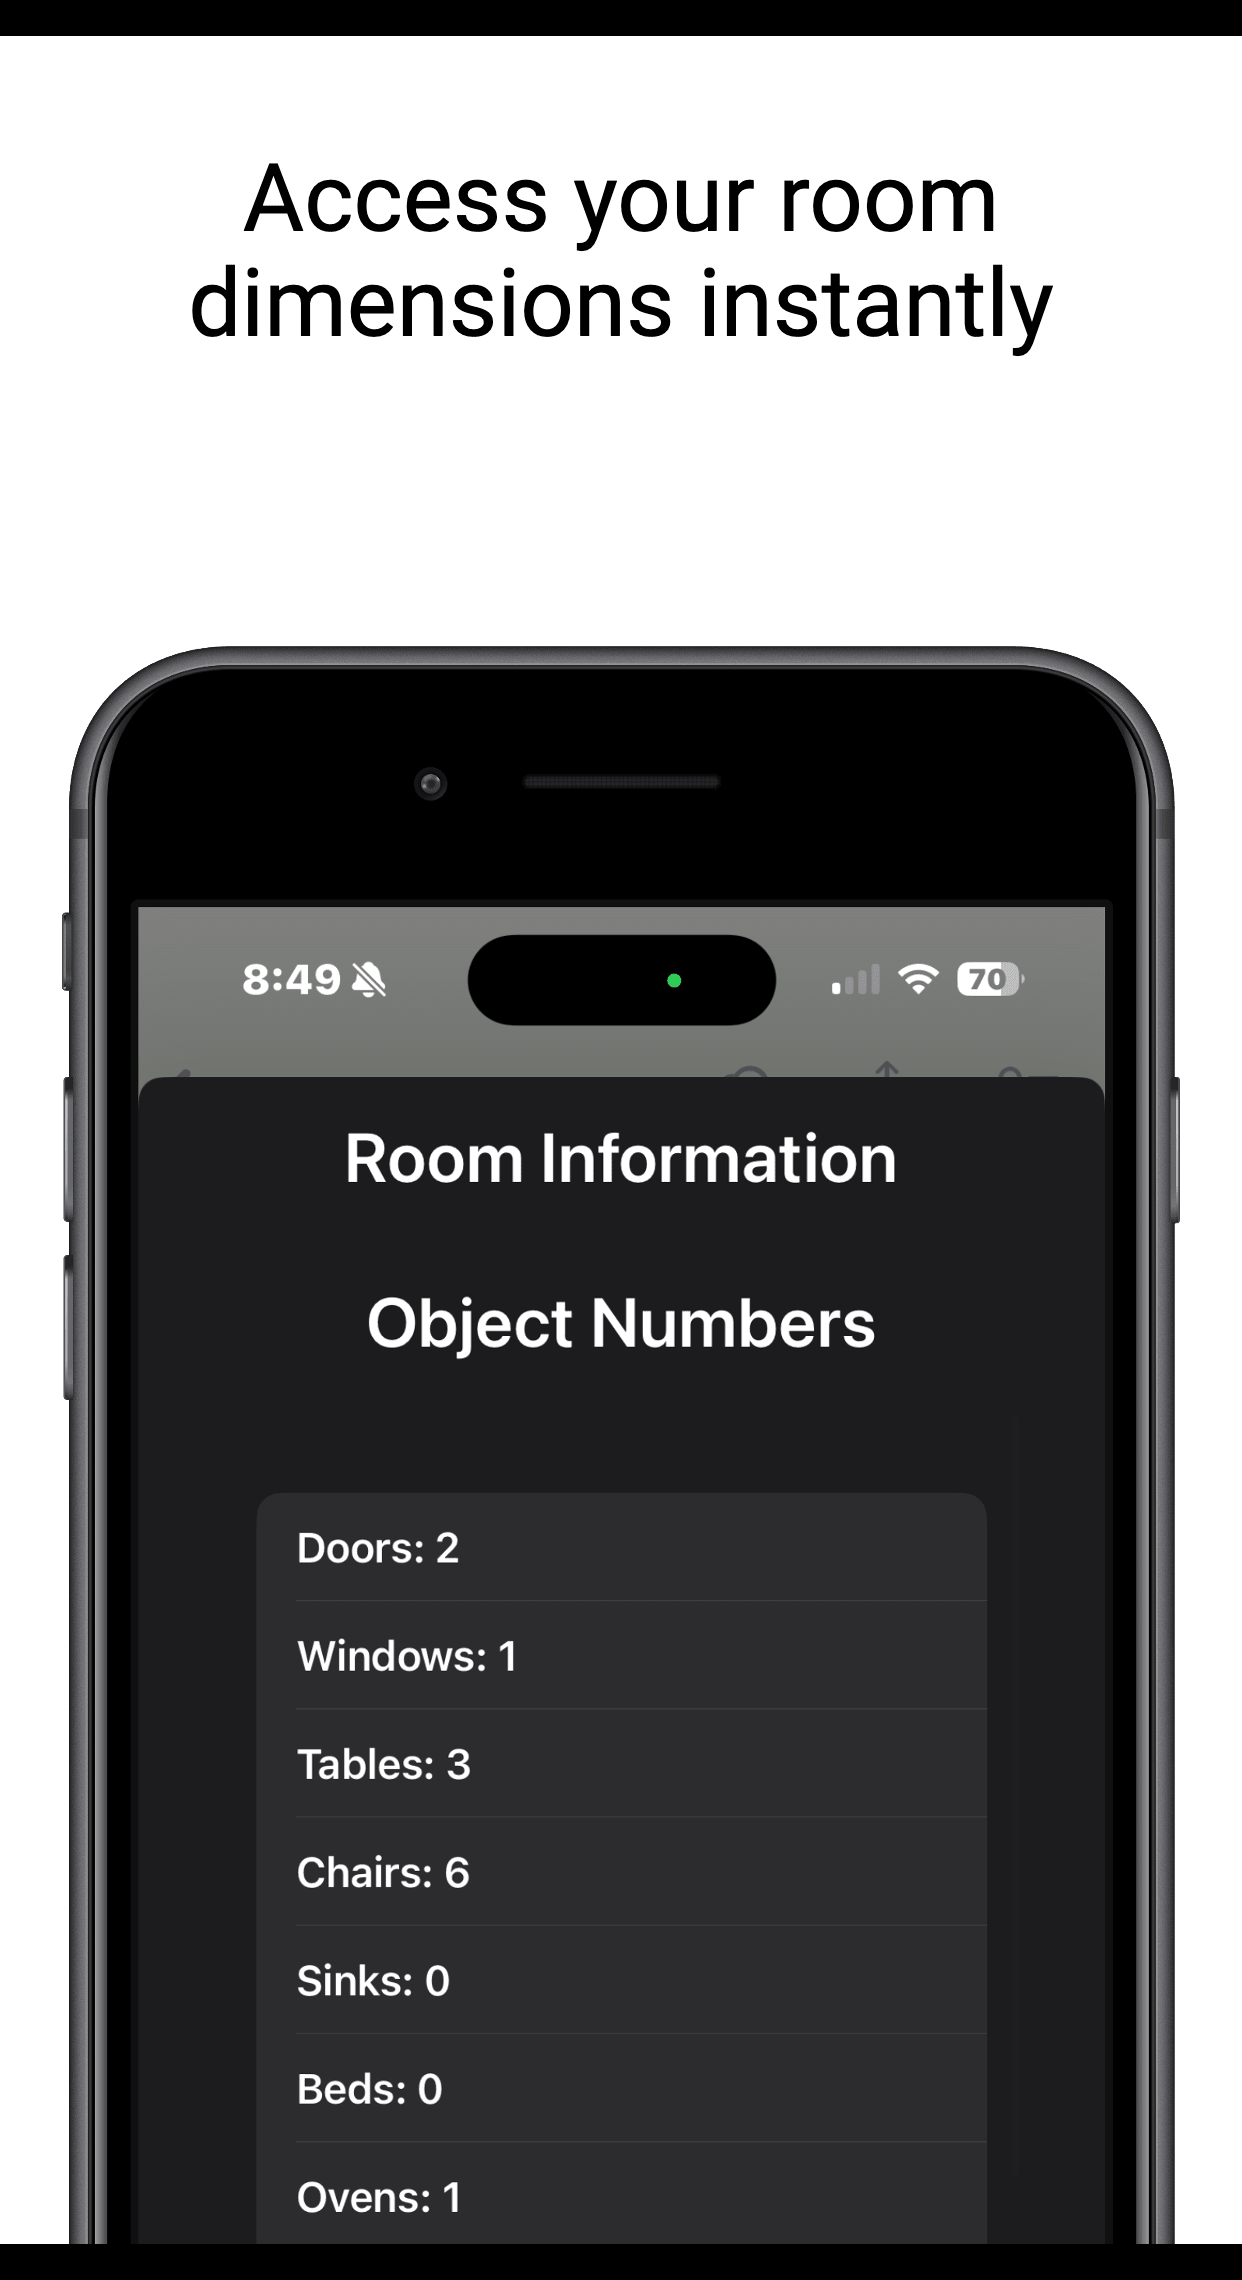 Access your room
dimensions instantly
8:49
70
Room Information
Object Numbers
Doors: 2
Windows: 1
Tables: 3
Chairs: 6
Sinks: 0
Beds: 0
Ovens: 1